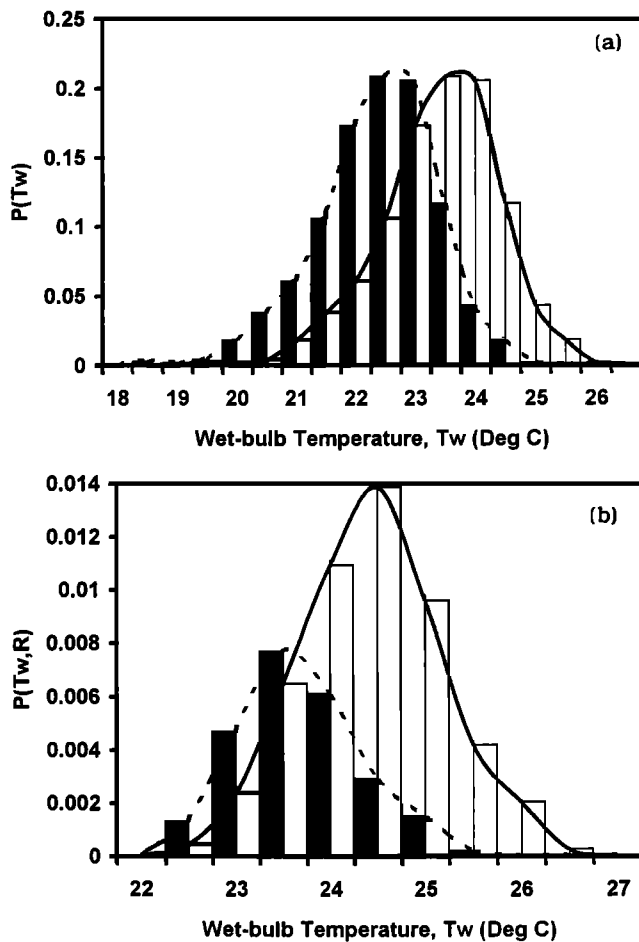 0.25
(a)
0.2
0.15
P(Tw)
0.1
0.05
0
18 19 20 21 22 23 24 25 26
Wet-bulb Temperature, Tw (Deg C)
0.014
(b)
0.012
0.01
0.008
P(Tw,R)
0.006
0.004
0.002
0
22 23 24 25 26 27
Wet-bulb Temperature, Tw (Deg C)